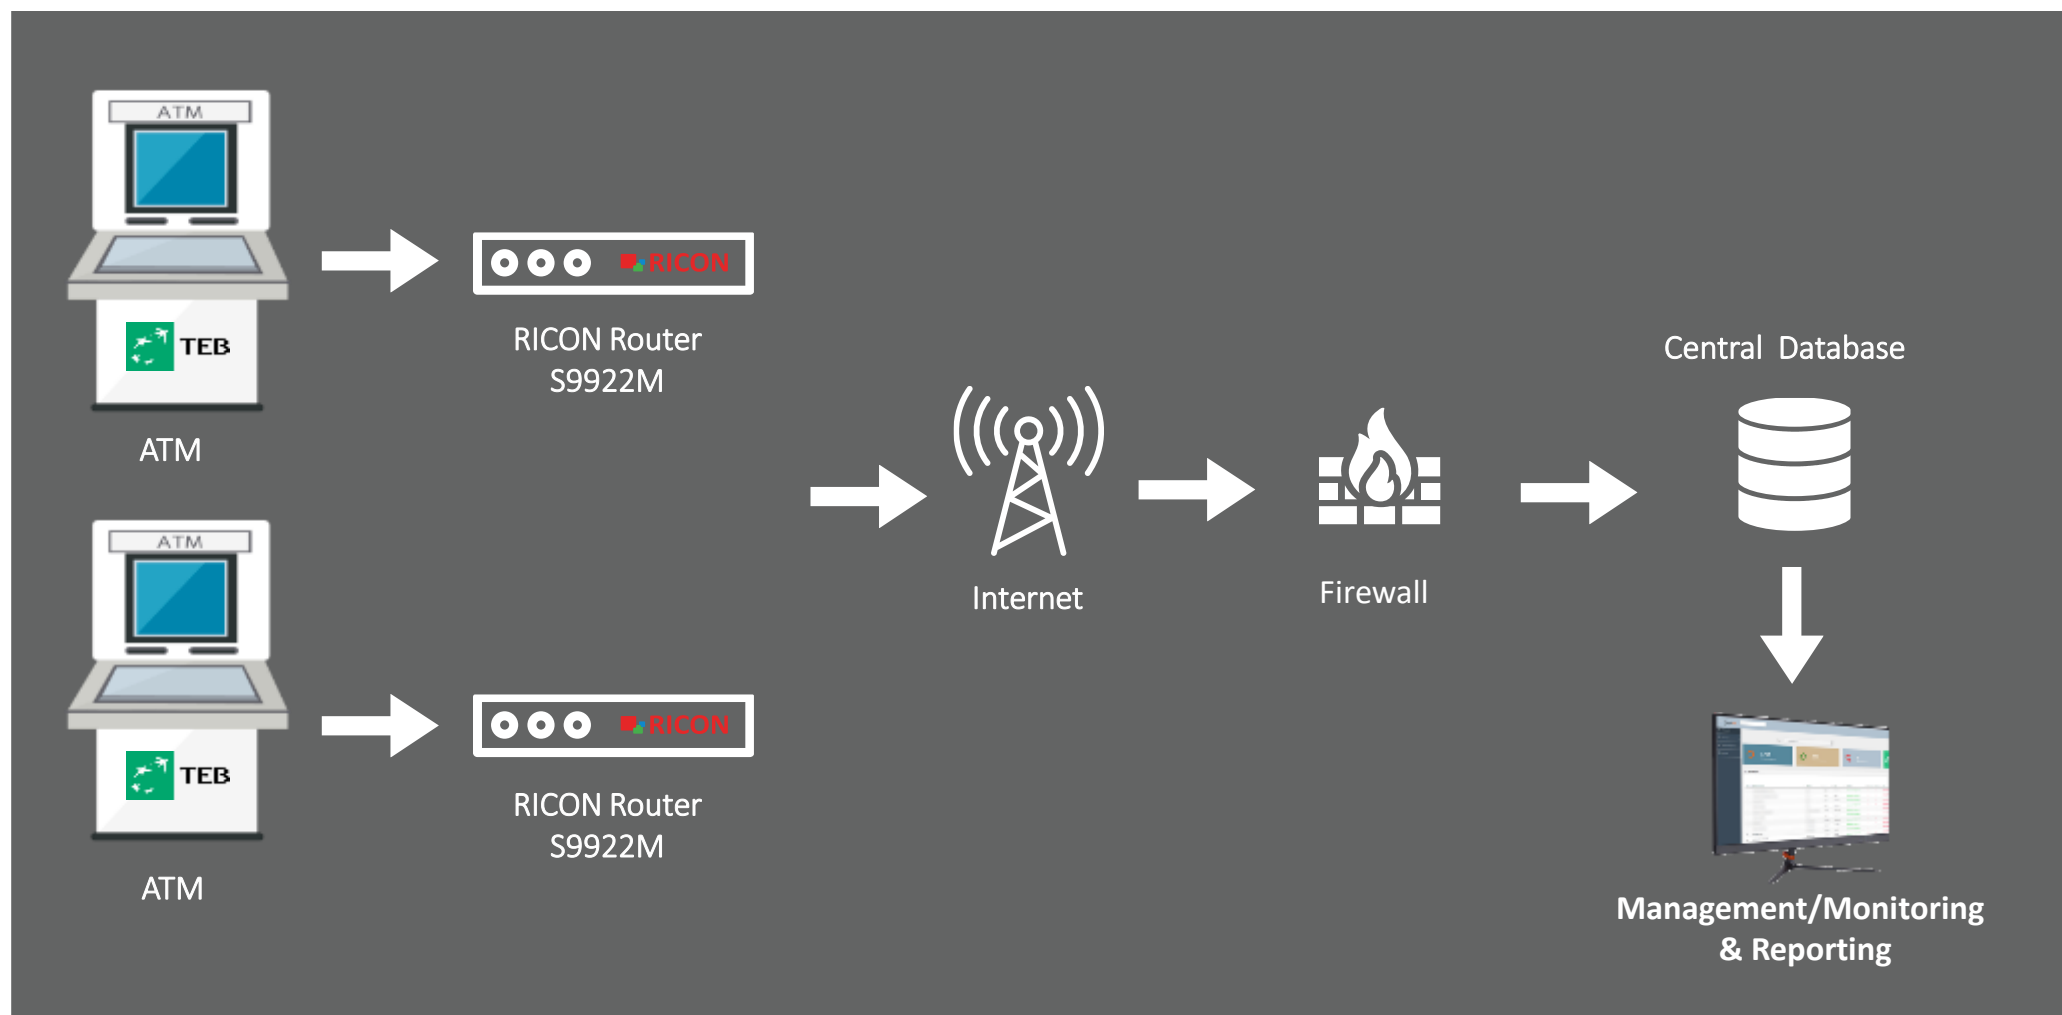 ATM
TEB
ATM
RICON
RICON Router
S9922M
ATM
TEB
ATM
RICON
RICON Router
S9922M
Internet
Firewall
Central Database
Management/Monitoring
& Reporting